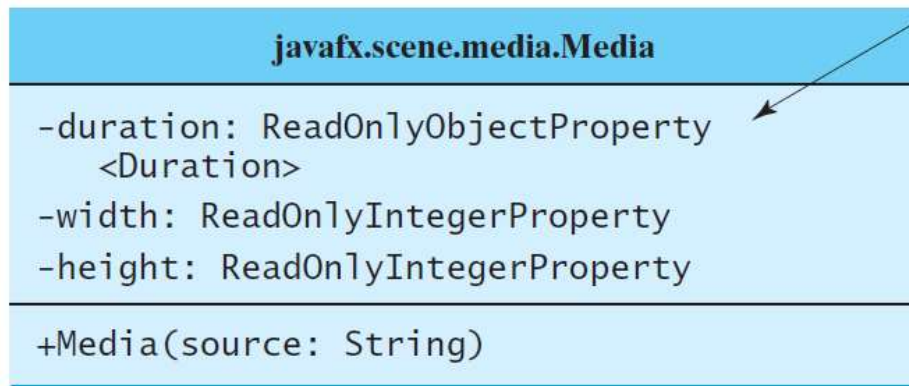 javafx.scene.media.Media
-duration: ReadOnlyObjectProperty
<Duration>
-width: ReadOnlyIntegerProperty
-height: ReadOnlyIntegerProperty
+Media(source: String)